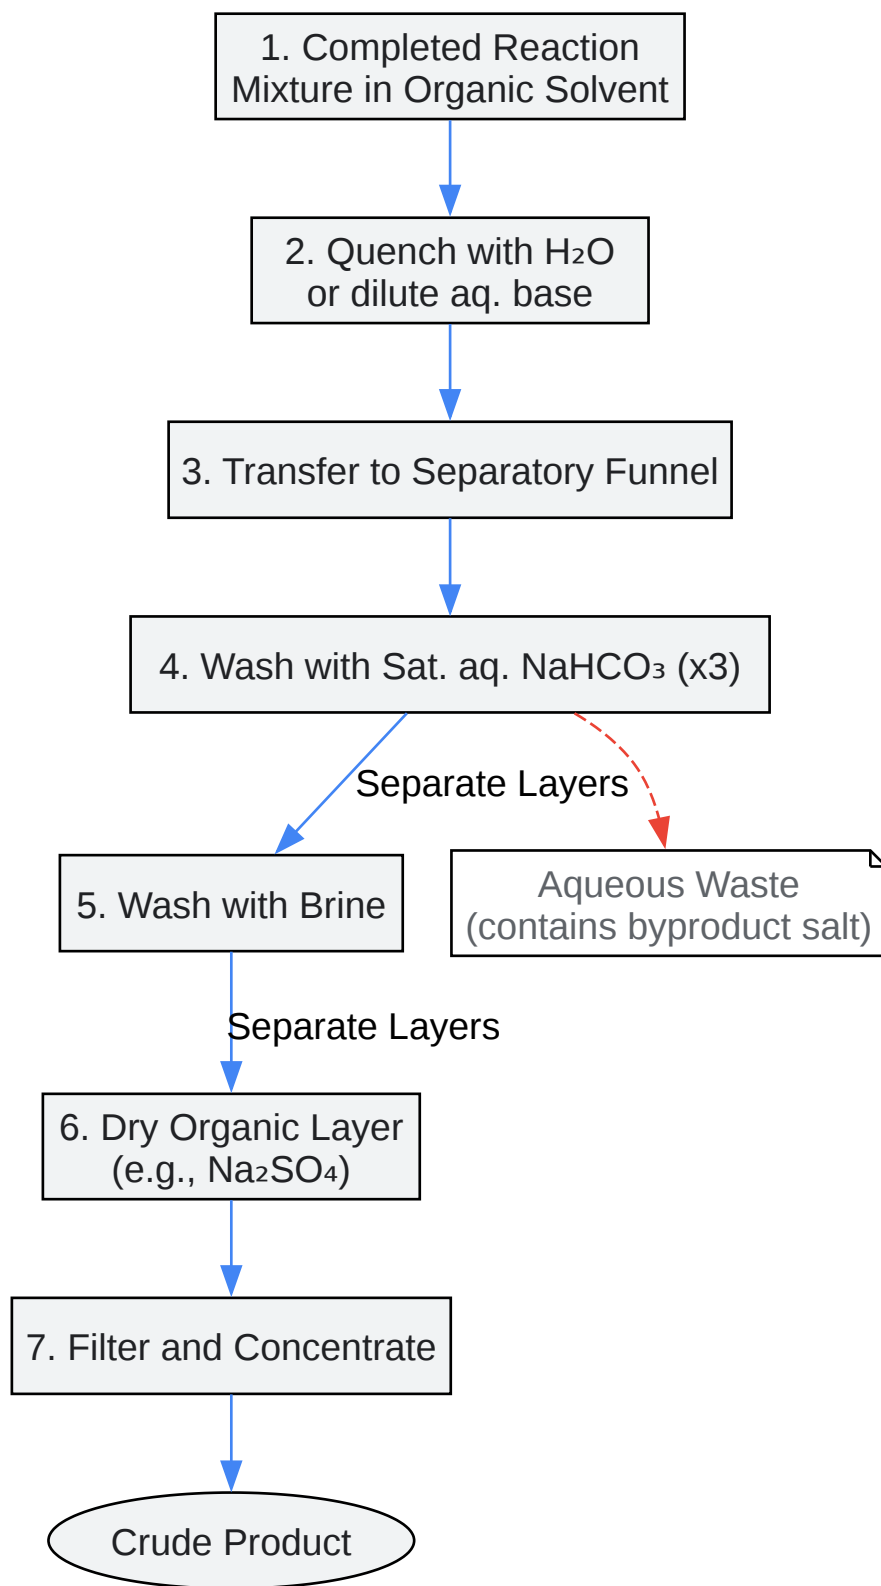 1. Completed Reaction
Mixture in Organic Solvent
2. Quench with H₂O
or dilute aq. base
3. Transfer to Separatory Funnel
4. Wash with Sat. aq. NaHCO₃ (x3)
Separate Layers
5. Wash with Brine
Aqueous Waste
(contains byproduct salt)
Separate Layers
6. Dry Organic Layer
(e.g., Na₂SO₄)
7. Filter and Concentrate
Crude Product